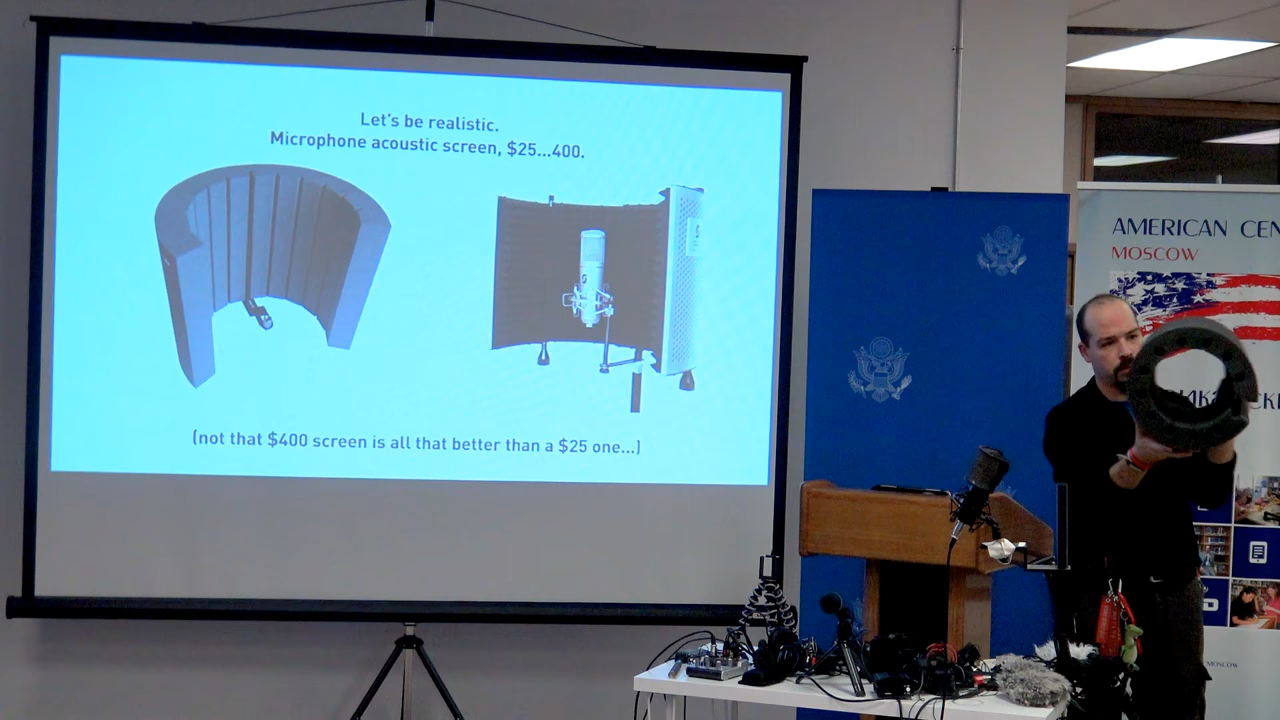 Let's be realistic.
Microphone acoustic screen, $25...400.
(not that $400 screen is all that better than a $25 one...)
AMERICAN CEN
MOSCOW
MOSCOW